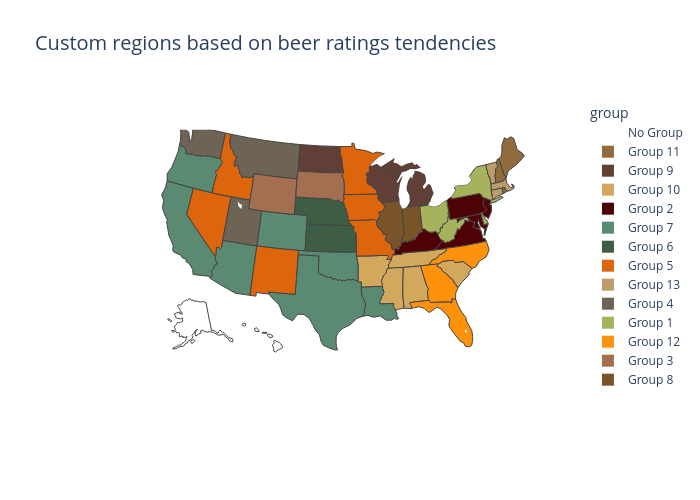 Custom regions based on beer ratings tendencies
group
No Group
Group 11
Group 9
Group 10
Group 2
Group 7
Group 6
Group 5
Group 13
Group 4
Group 1
Group 12
Group 3
Group 8